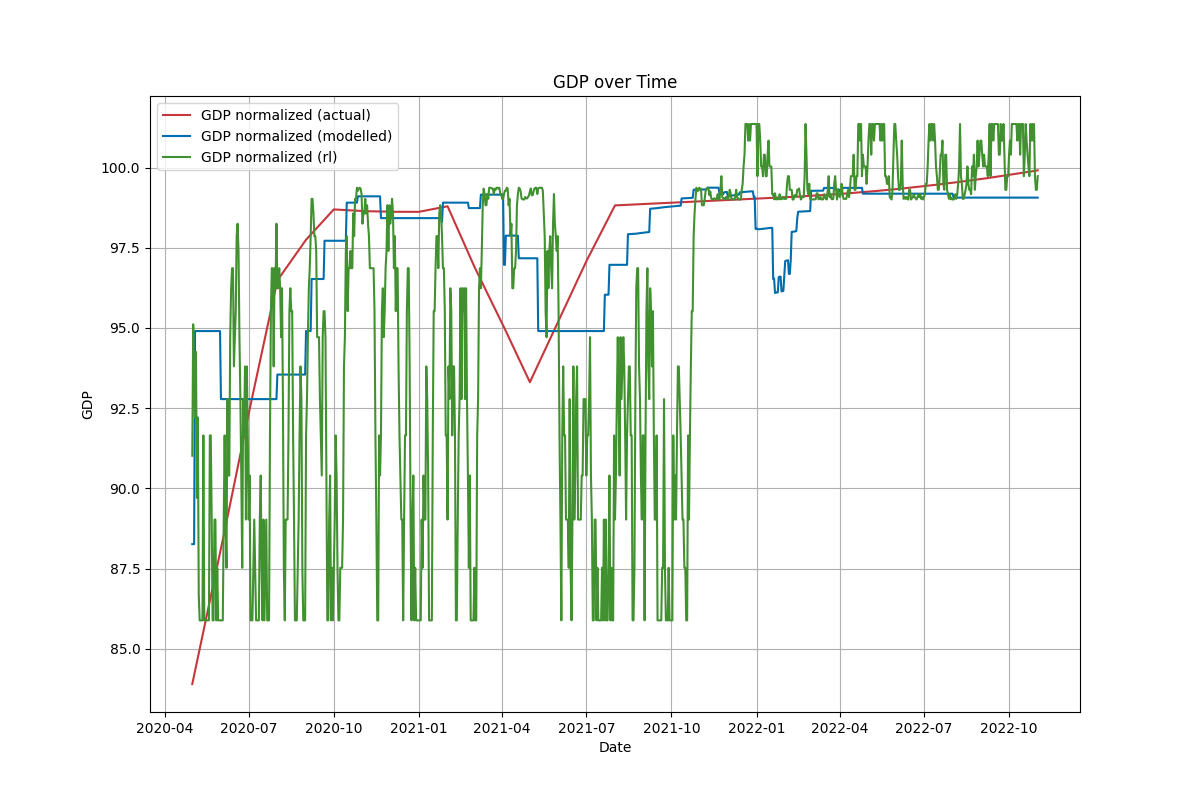 GDP over Time
GDP normalized (actual)
GDP normalized (modelled)
GDP normalized (rl)
100.0
97.5
95.0
92.5
90.0
87.5
85.0
GDP
2020-04 2020-07 2020-10 2021-01 2021-04 2021-07 2021-10 2022-01 2022-04 2022-07 2022-10
Date